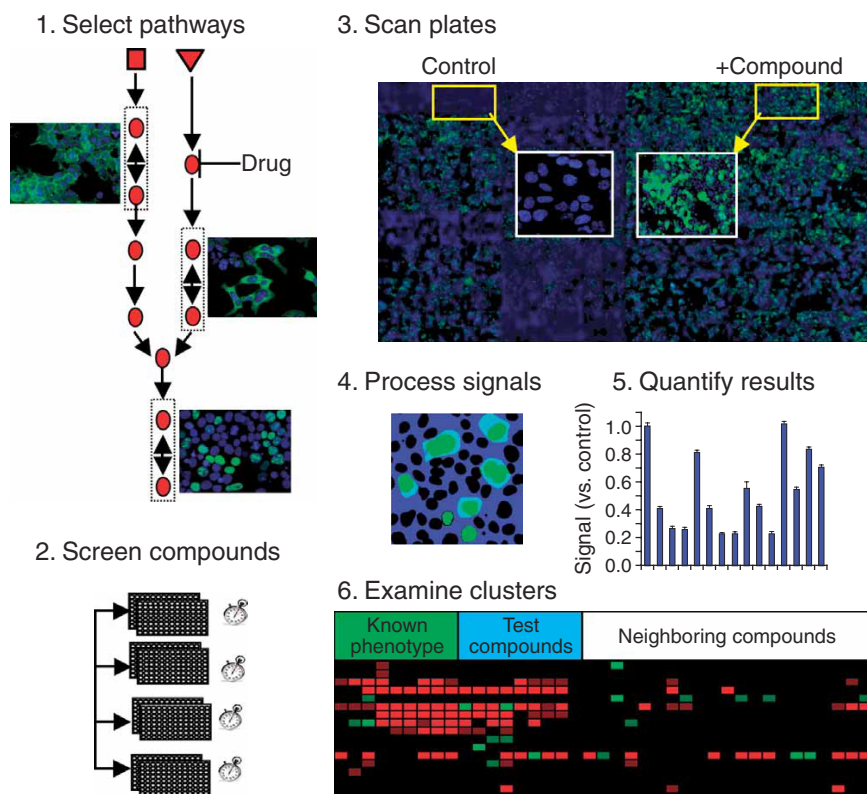 1. Select pathways
Drug
2. Screen compounds
3. Scan plates
Control
+Compound
4. Process signals
5. Quantify results
Signal (vs. control)
1.0
0.8
0.6
0.4
0.2
0.0
6. Examine clusters
Known
phenotype
Test
compounds
Neighboring compounds